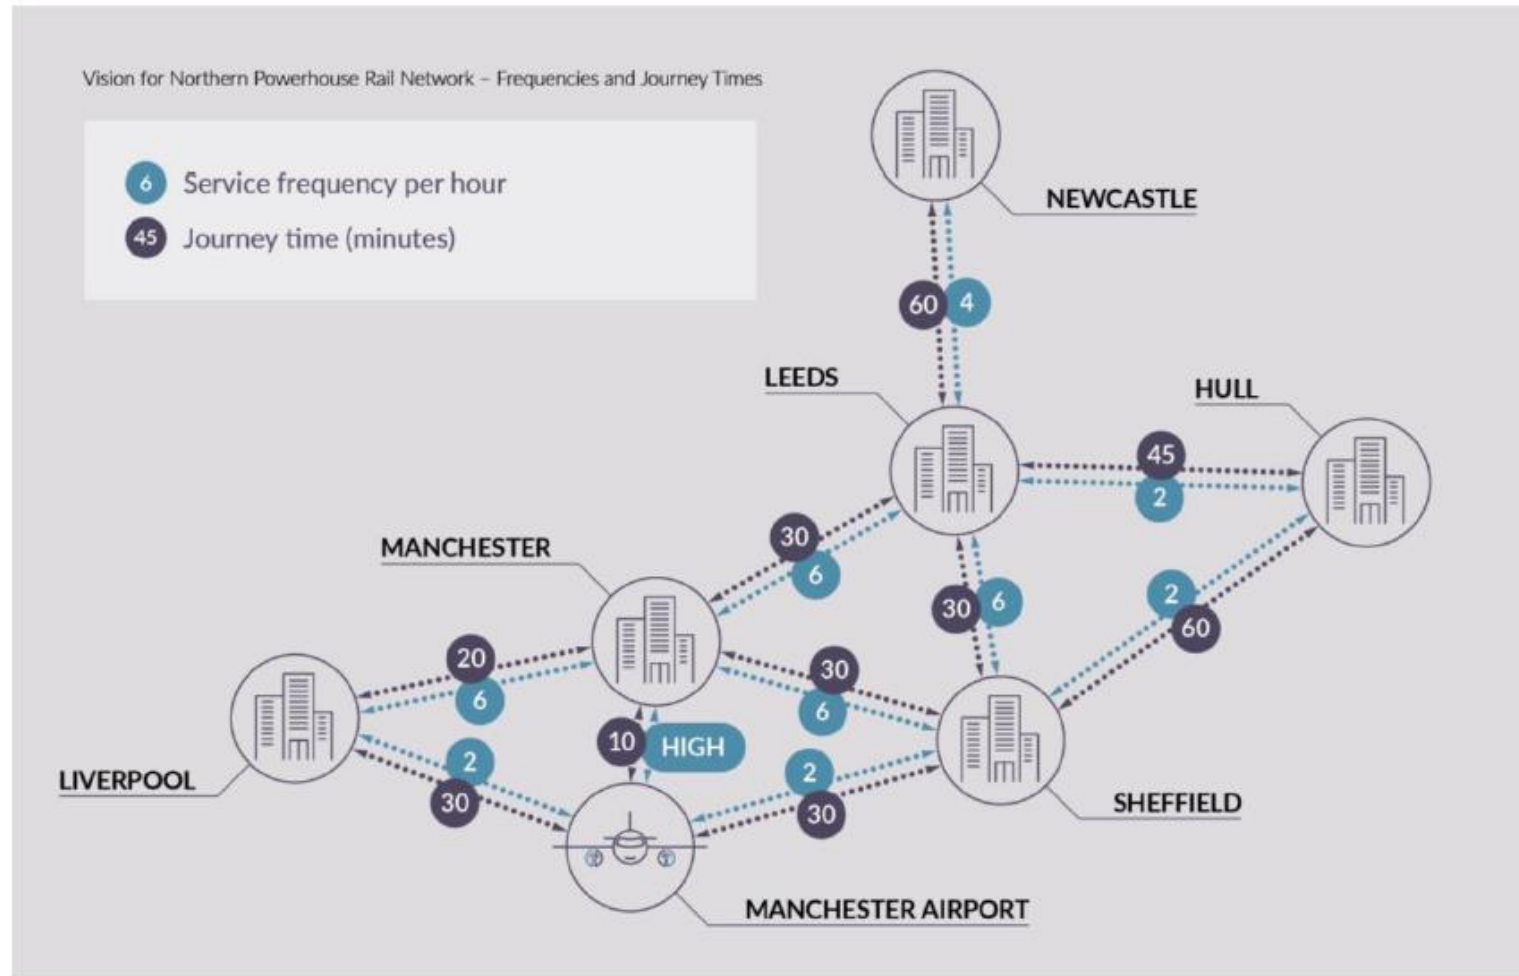 Vision for Northern Powerhouse Rail Network – Frequencies and Journey Times
6 Service frequency per hour
45 Journey time (minutes)
NEWCASTLE
60 4
LEEDS
HULL
45
2
30
6
MANCHESTER
30 6
2
60
20
6
30
6
10 HIGH
2
30
2
30
LIVERPOOL
SHEFFIELD
MANCHESTER AIRPORT